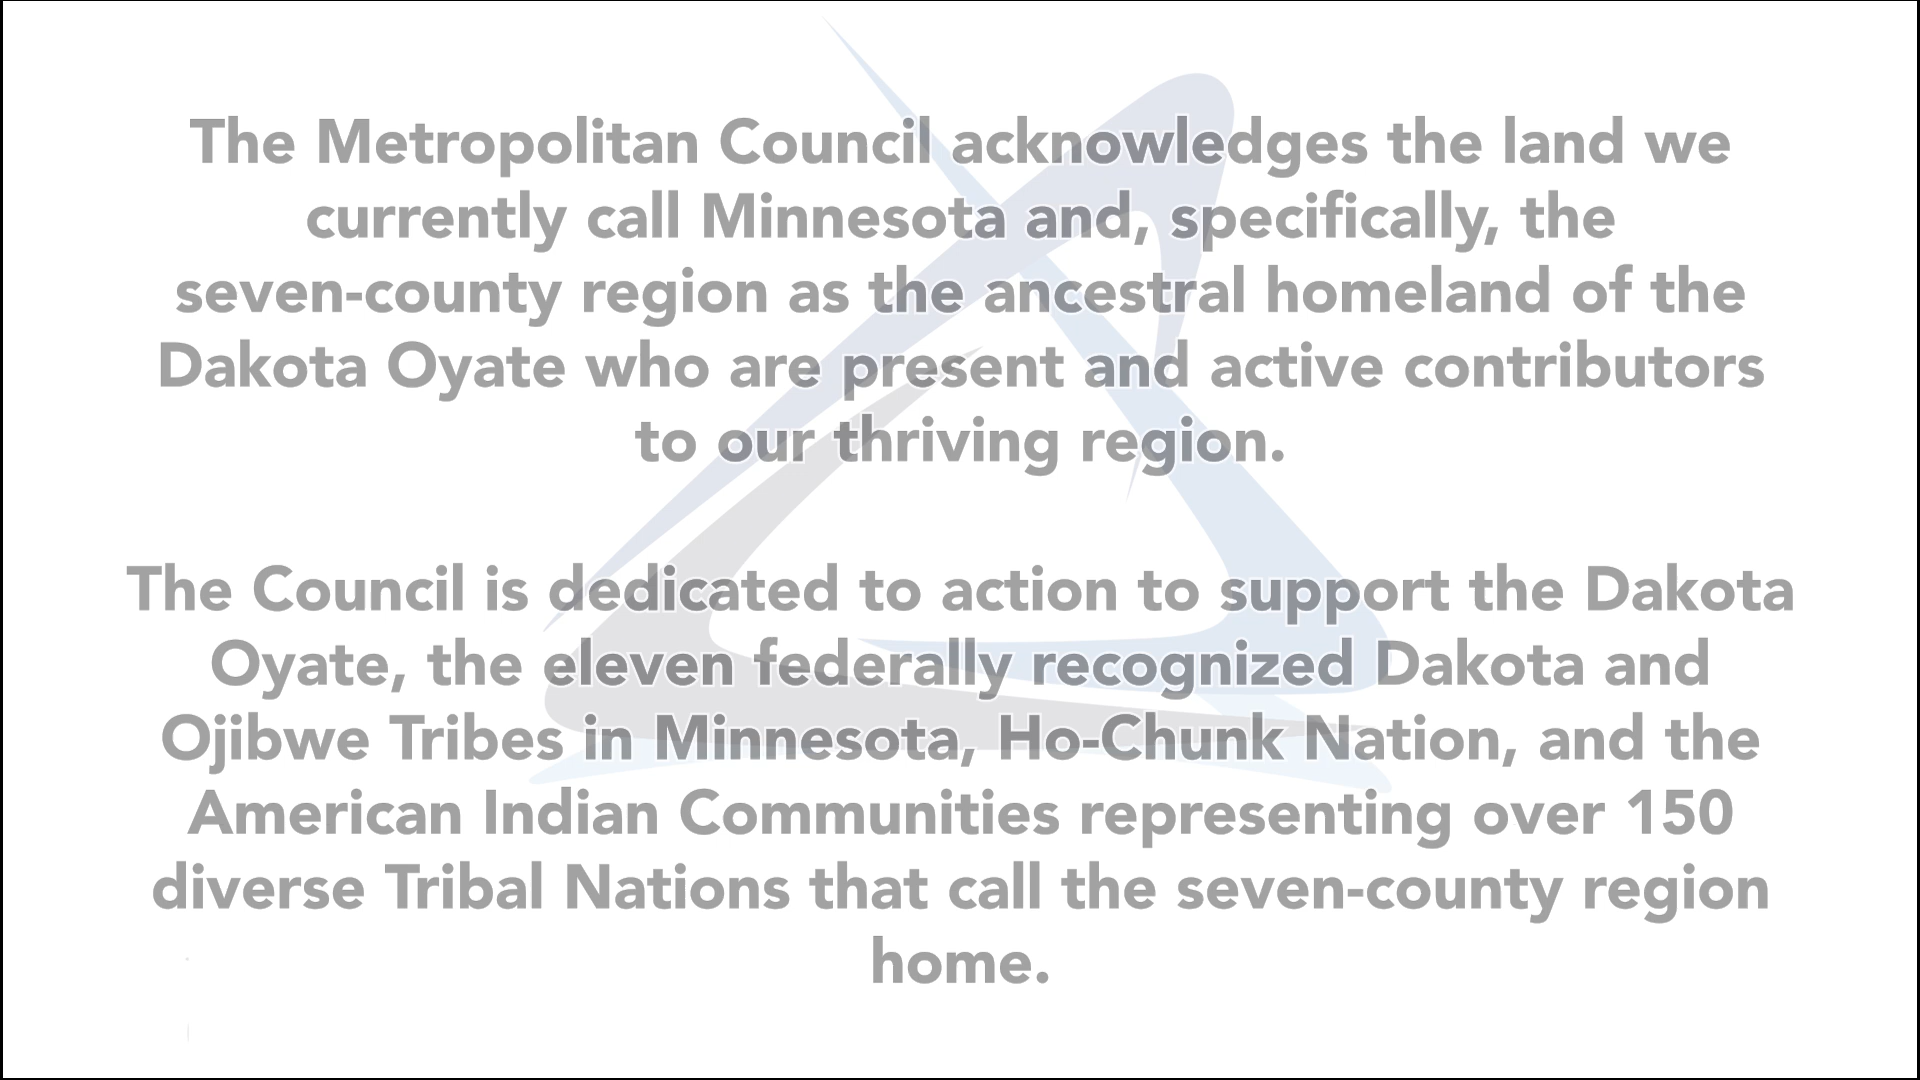 The Metropolitan Council acknowledges the land we
currently call Minnesota and, specifically, the
seven-county region as the ancestral homeland of the
Dakota Oyate who are present and active contributors
to our thriving region.
The Council is dedicated to action to support the Dakota
Oyate, the eleven federally recognized Dakota and
Ojibwe Tribes in Minnesota, Ho-Chunk Nation, and the
American Indian Communities representing over 150
diverse Tribal Nations that call the seven-county region
home.